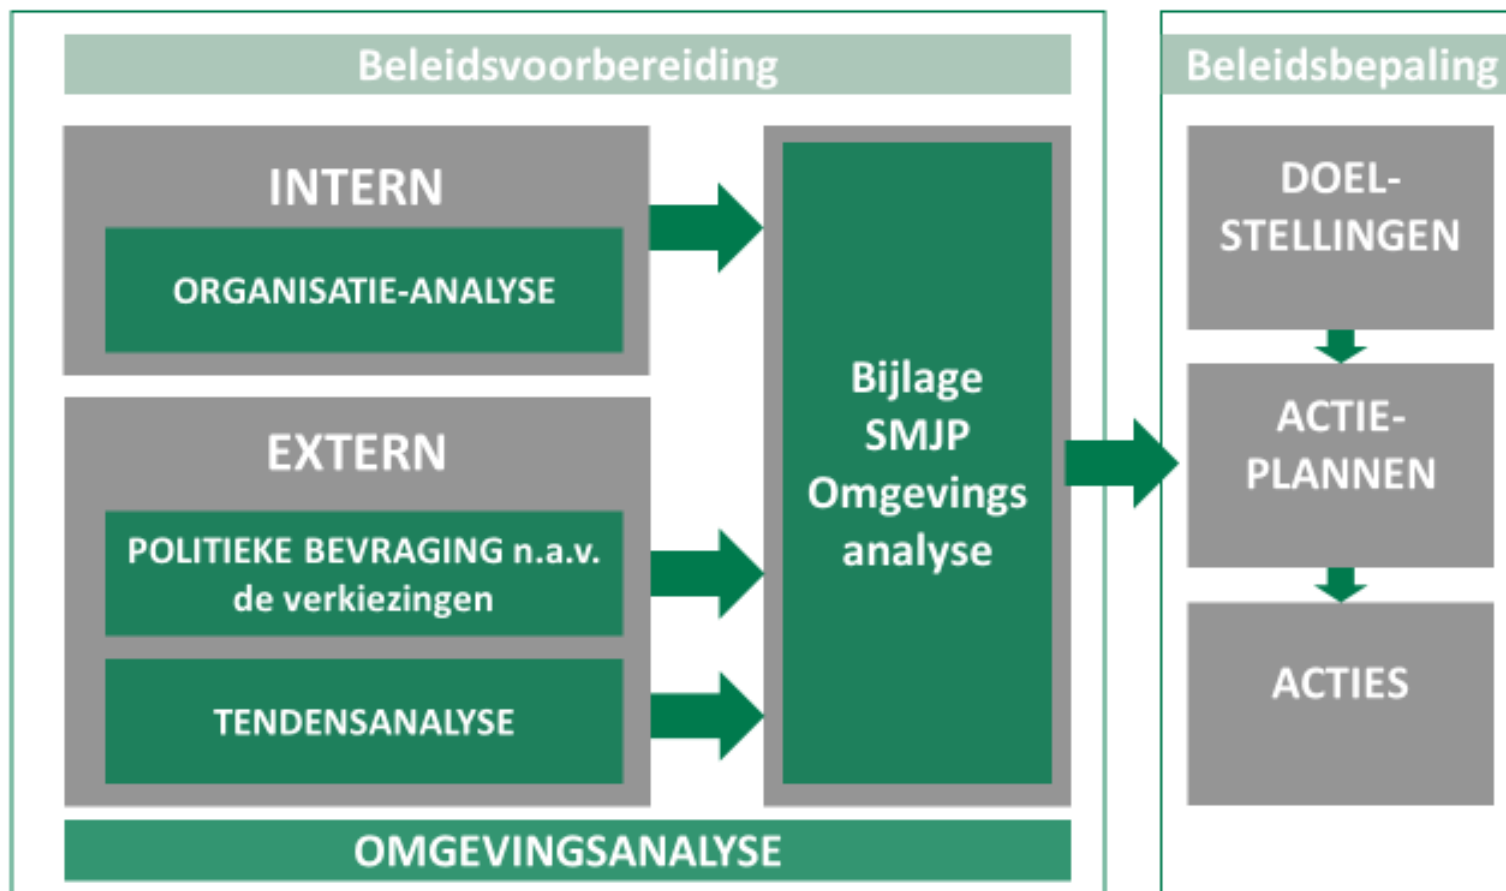 Beleidsvoorbereiding
INTERN
ORGANISATIE-ANALYSE
EXTERN
POLITIEKE BEVRAGING n.a.v.
de verkiezingen
TENDENSANALYSE
Bijlage
SMJP
Omgevings
analyse
OMGEVINGSANALYSE
Beleidsbepaling
DOEL-
STELLINGEN
ACTIE-
PLANNEN
ACTIES